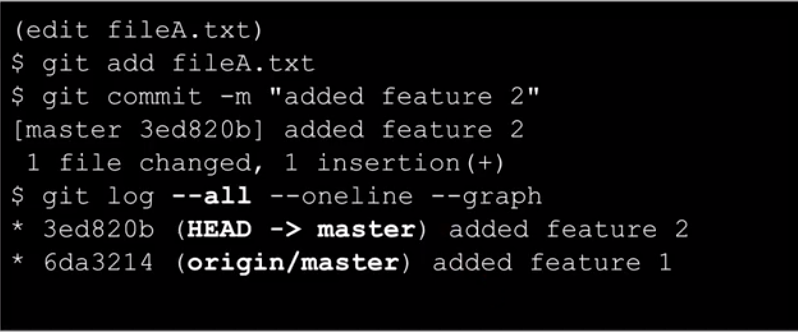 (edit fileA.txt)
$ git add fileA.txt
$ git commit -m "added feature 2"
[master 3ed820b] added feature 2
 1 file changed, 1 insertion(+)
$ git log --all --oneline --graph
* 3ed820b (HEAD -> master) added feature 2
* 6da3214 (origin/master) added feature 1